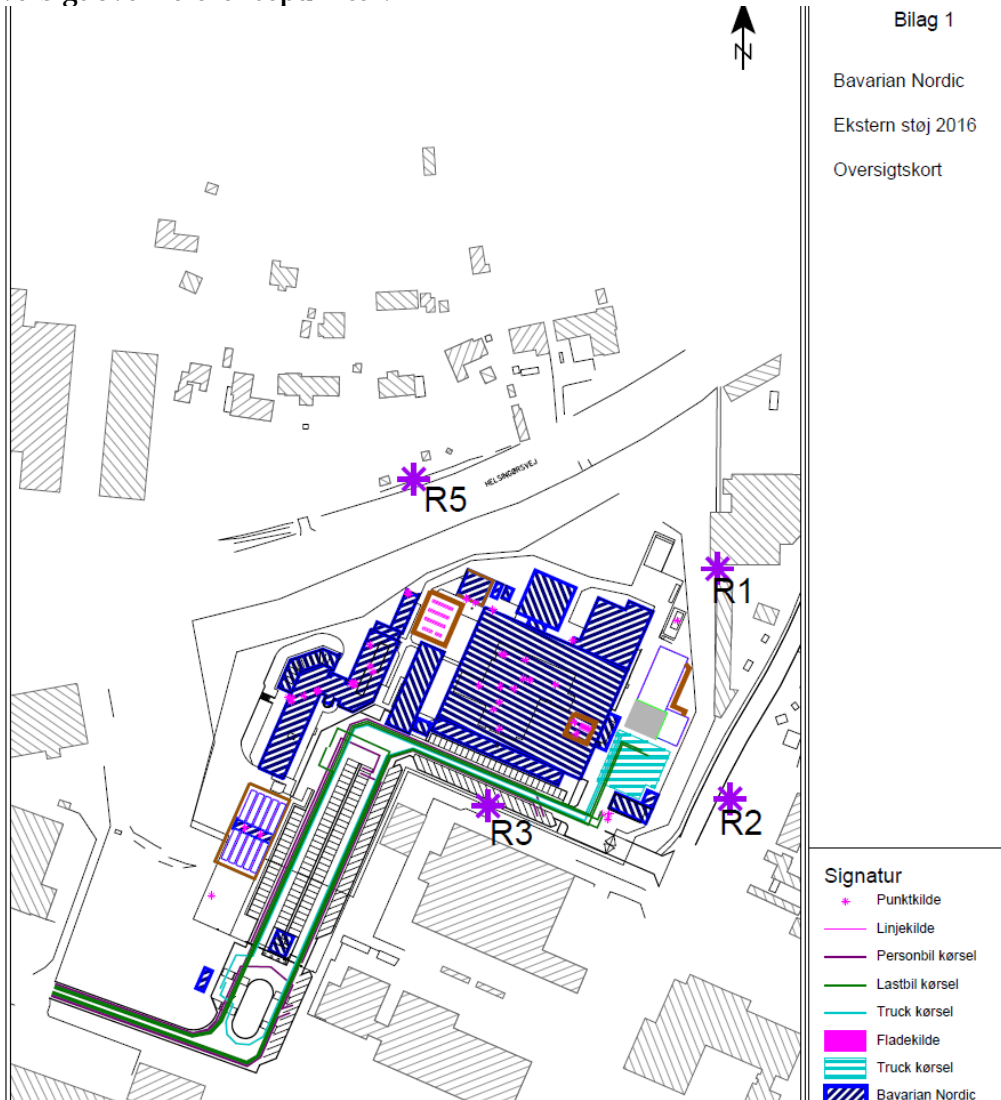 Bilag 1
Bavarian Nordic
Ekstern støj 2016
Oversigtskort
N
HELSINGØRSVEJ
R5
R1
R2
R3
Signatur
Punktkilde
Linjekilde
Personbil kørsel
Lastbil kørsel
Truck kørsel
Fladekilde
Truck kørsel
Bavarian Nordic